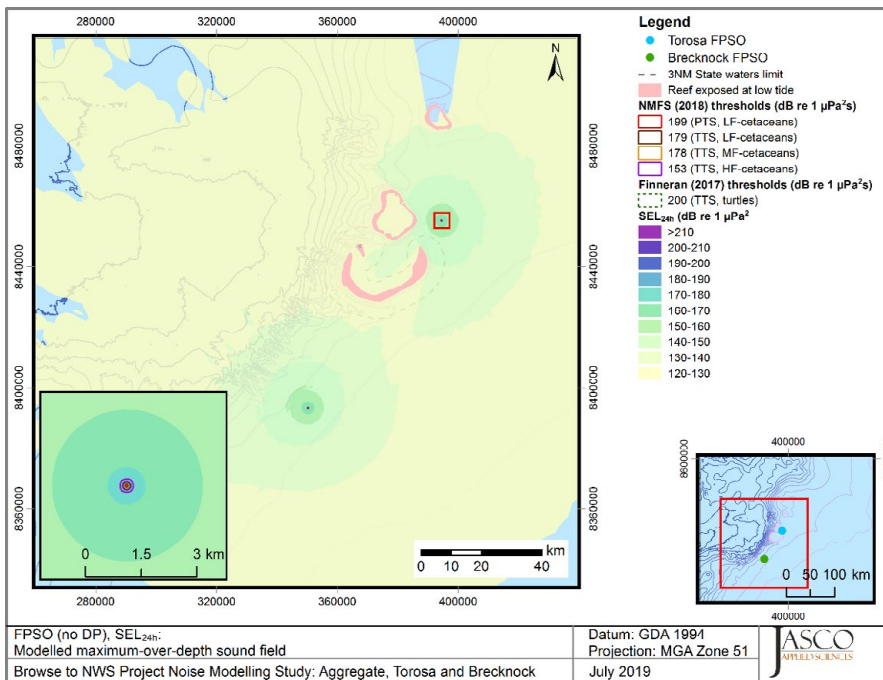 280000
320000
360000
400000
8480000
8440000
8400000
8360000
8480000
8440000
8400000
8360000
N
0
1.5
3 km
km
0
10
20
40
280000
320000
360000
400000
Legend
Torosa FPSO
Brecknock FPSO
3NM State waters limit
Reef exposed at low tide
NMFS (2018) thresholds (dB re 1 µPa²s)
199 (PTS, LF-cetaceans)
179 (TTS, LF-cetaceans)
178 (TTS, MF-cetaceans)
153 (TTS, HF-cetaceans)
Finneran (2017) thresholds (dB re 1 µPa²s)
200 (TTS, turtles)
SEL24h (dB re 1 µPa²
>210
200-210
190-200
180-190
170-180
160-170
150-160
140-150
130-140
120-130
400000
8600000
0 50 100 km
400000
FPSO (no DP), SEL24h:
Modelled maximum-over-depth sound field
Browse to NWS Project Noise Modelling Study: Aggregate, Torosa and Brecknock
Datum: GDA 1994
Projection: MGA Zone 51
July 2019
JASCO
APPLIED SCIENCES